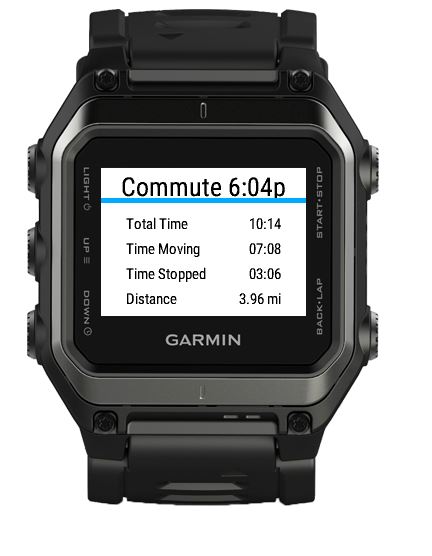 Commute 6:04p
Total Time 10:14
Time Moving 07:08
Time Stopped 03:06
Distance 3.96 mi
LIGHT
UP
DOWN
START·STOP
BACK·LAP
GARMIN